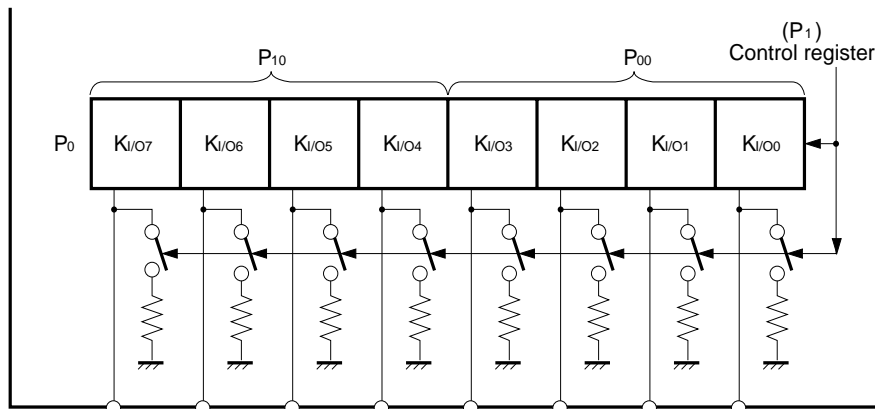 (P1)
Control register
P10
P00
P0
KI/O7
KI/O6
KI/O5
KI/O4
KI/O3
KI/O2
KI/O1
KI/O0